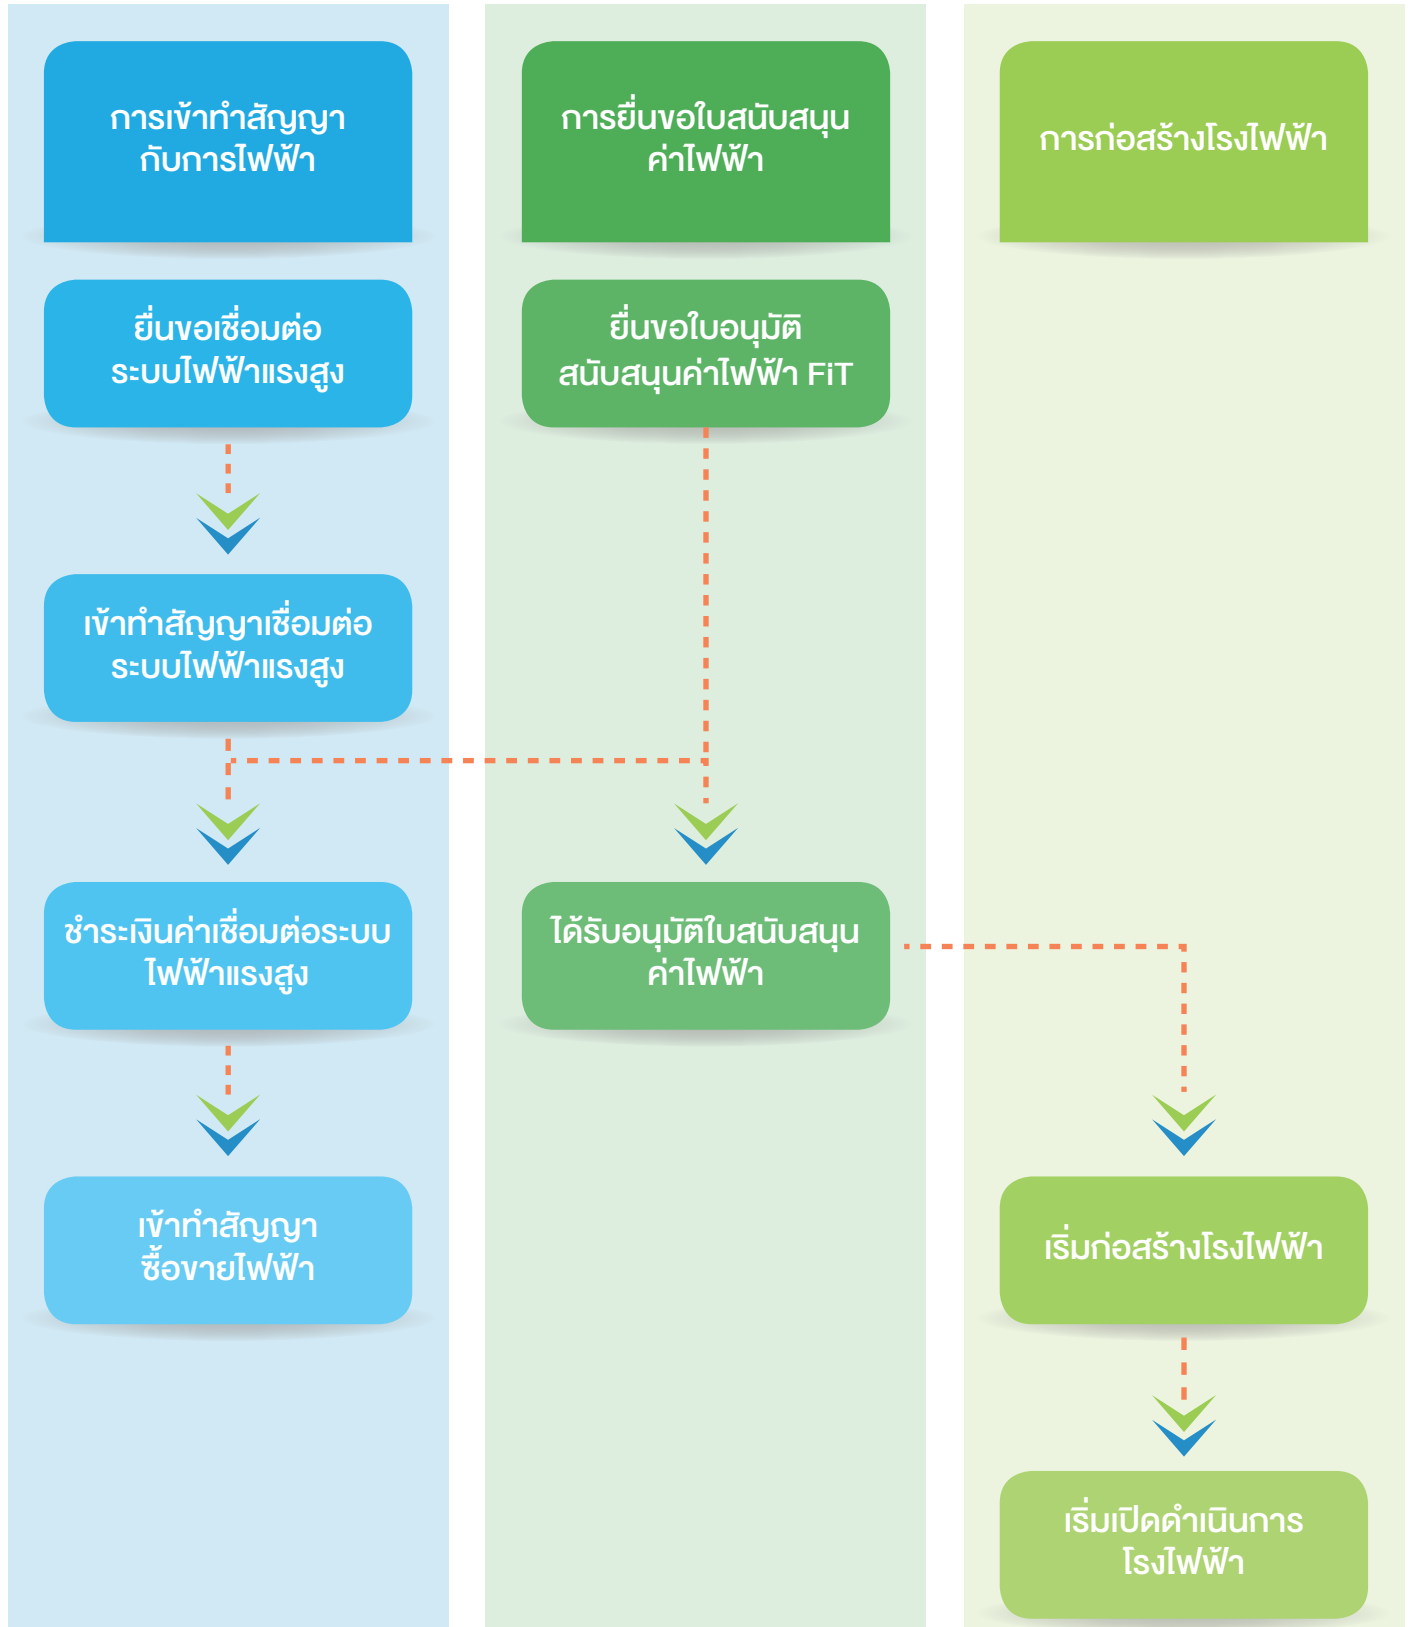 การเข้าทำสัญญา
กับการไฟฟ้า
การยื่นขอใบสนับสนุน
ค่าไฟฟ้า
การก่อสร้างโรงไฟฟ้า
ยื่นขอเชื่อมต่อ
ระบบไฟฟ้าแรงสูง
ยื่นขอใบอนุมัติ
สนับสนุนค่าไฟฟ้า FiT
เข้าทำสัญญาเชื่อมต่อ
ระบบไฟฟ้าแรงสูง
ชำระเงินค่าเชื่อมต่อระบบ
ไฟฟ้าแรงสูง
ได้รับอนุมัติใบสนับสนุน
ค่าไฟฟ้า
เข้าทำสัญญา
ซื้อขายไฟฟ้า
เริ่มก่อสร้างโรงไฟฟ้า
เริ่มเปิดดำเนินการ
โรงไฟฟ้า